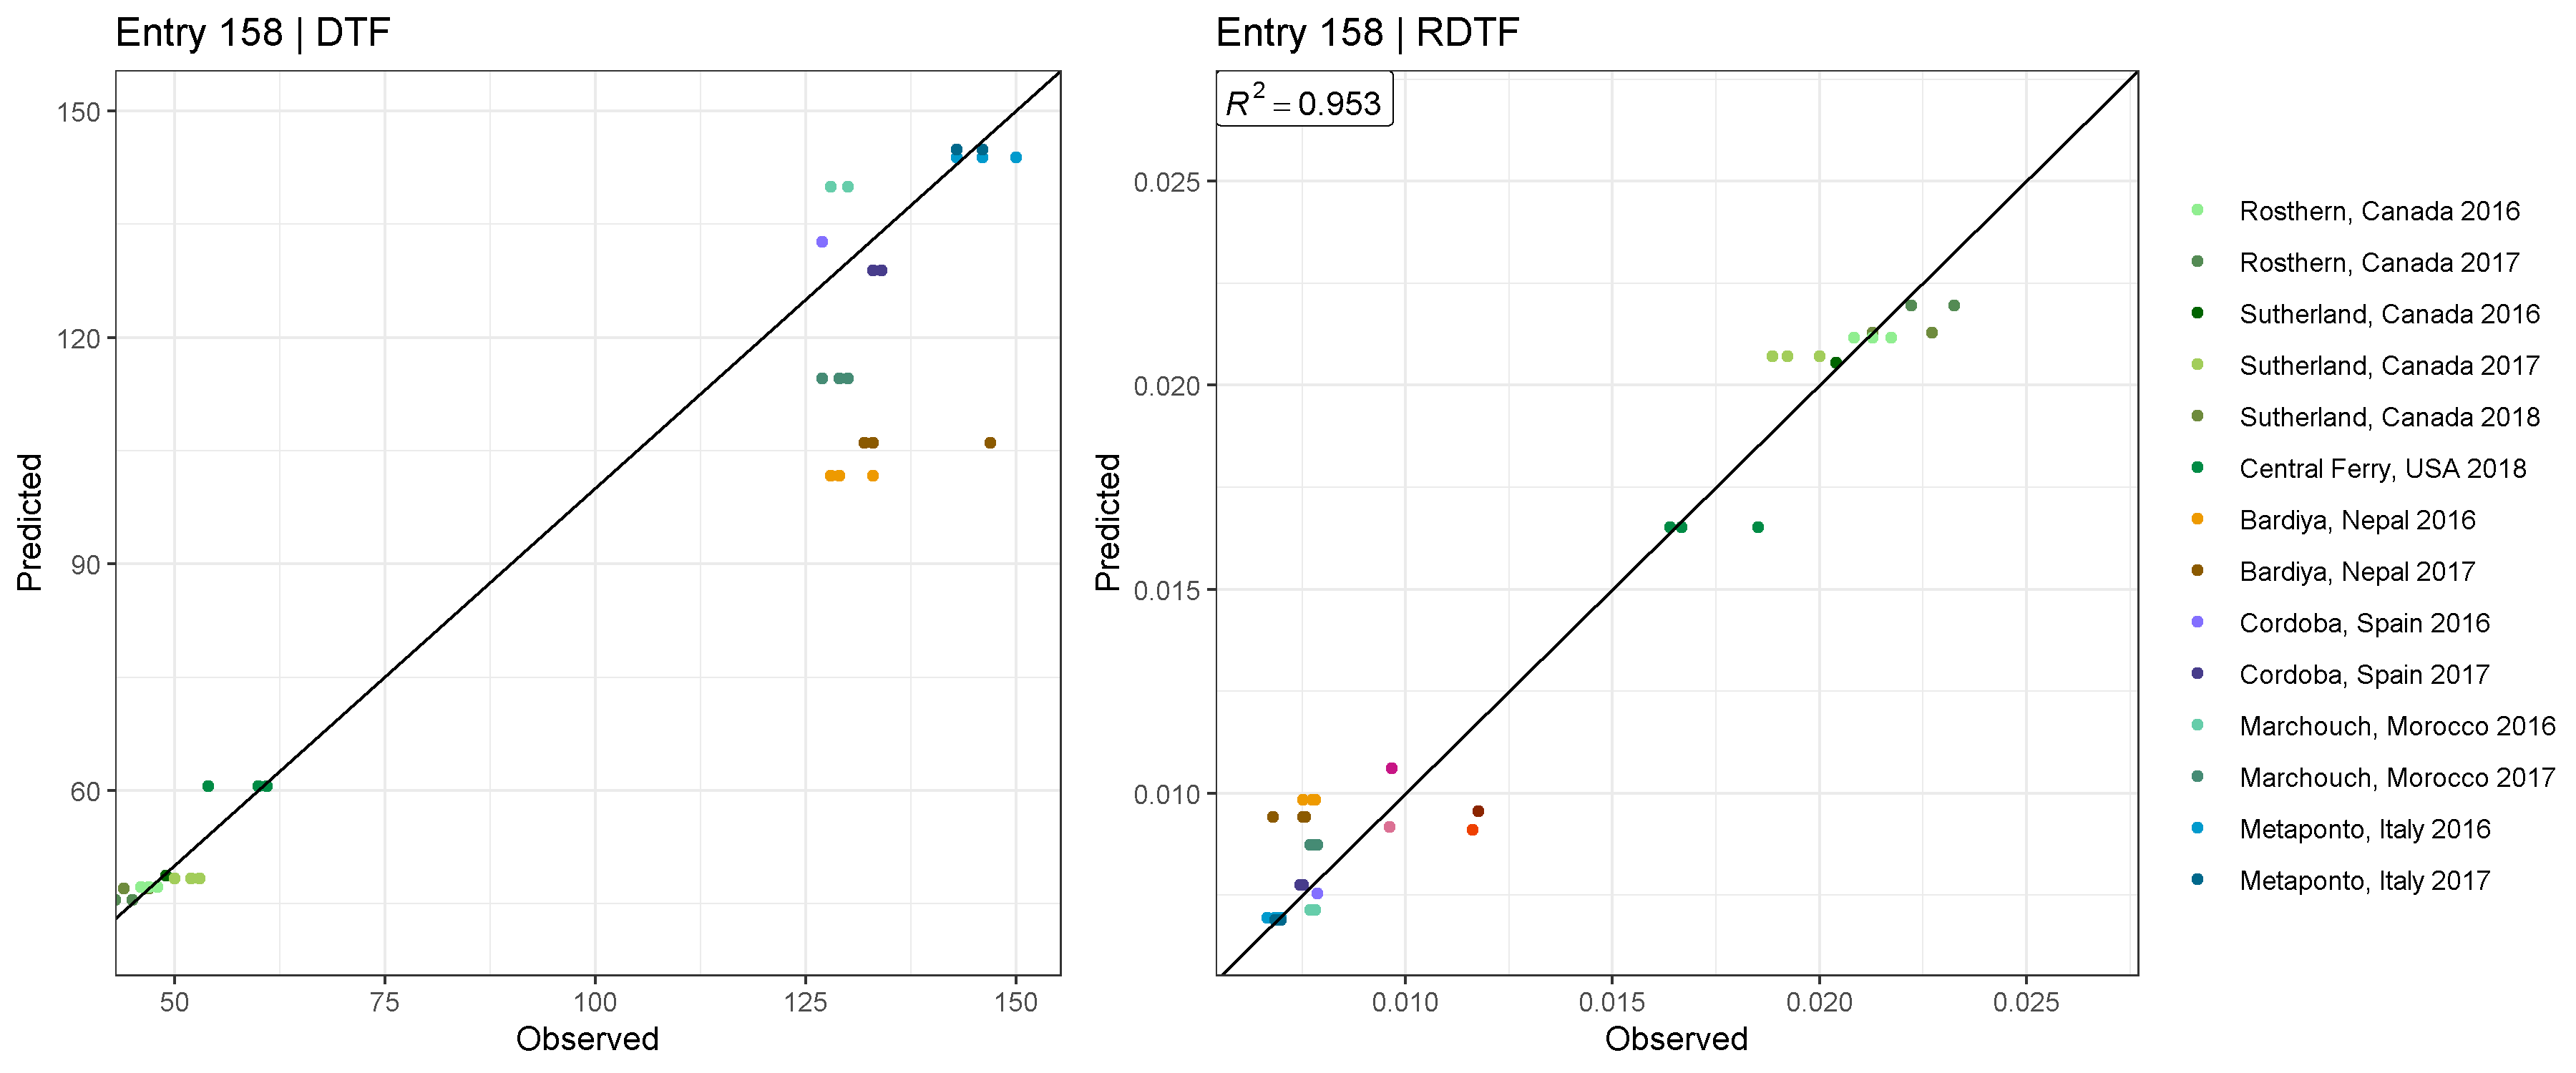 Entry 158 | DTF
150
120
90
60
Predicted
50 75 100 125 150
Observed
Entry 158 | RDTF
R² = 0.953
0.025
0.020
0.015
0.010
Predicted
0.010 0.015 0.020 0.025
Observed
Rosthern, Canada 2016
Rosthern, Canada 2017
Sutherland, Canada 2016
Sutherland, Canada 2017
Sutherland, Canada 2018
Central Ferry, USA 2018
Bardiya, Nepal 2016
Bardiya, Nepal 2017
Cordoba, Spain 2016
Cordoba, Spain 2017
Marchouch, Morocco 2016
Marchouch, Morocco 2017
Metaponto, Italy 2016
Metaponto, Italy 2017